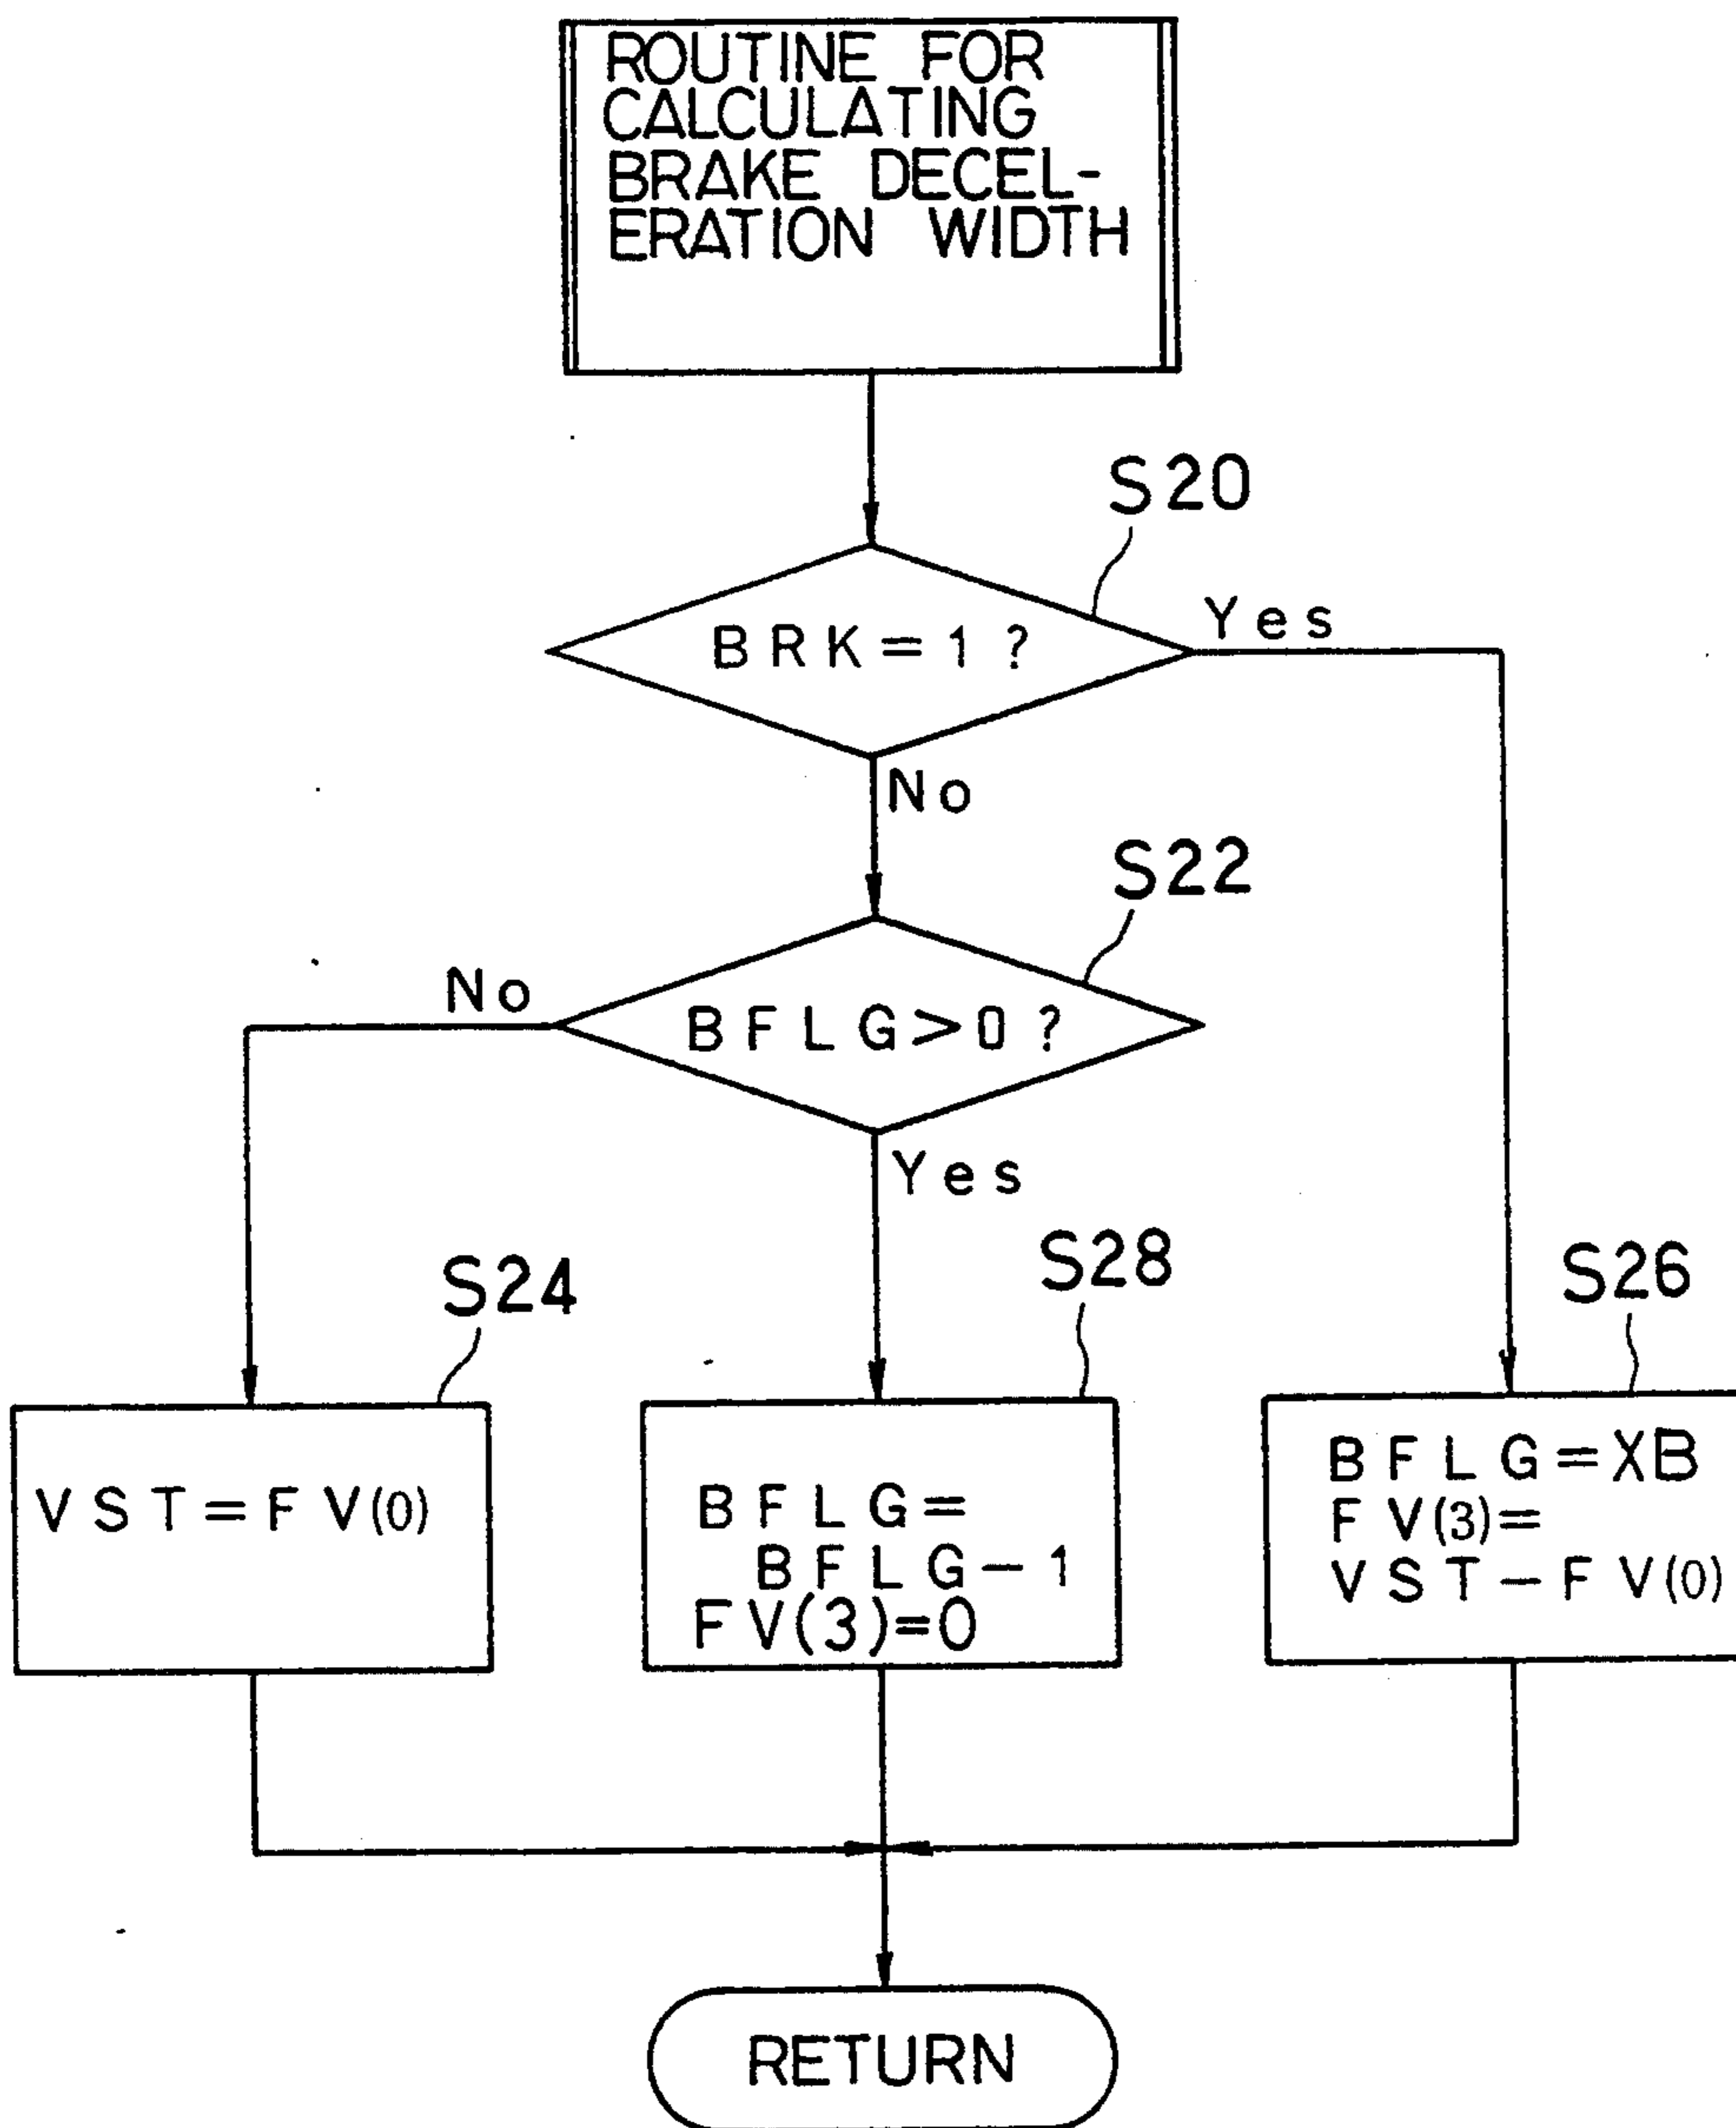 ROUTINE FOR
CALCULATING
BRAKE DECEL-
ERATION WIDTH
S20
BRK=1?
Yes
No
S22
BFLG>0?
No
Yes
S24
VST=FV(0)
S28
BFLG=
BFLG-1
FV(3)=0
S26
BFLG=XB
FV(3)=
VST-FV(0)
RETURN